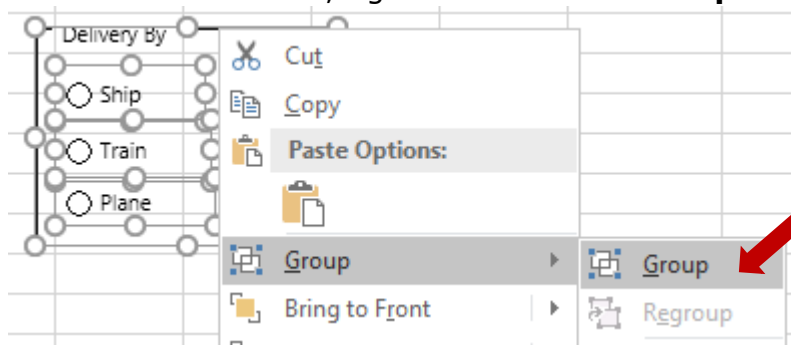 Delivery By
Ship
Train
Plane
Cut
Copy
Paste Options:
Group
Group
Bring to Front
Regroup